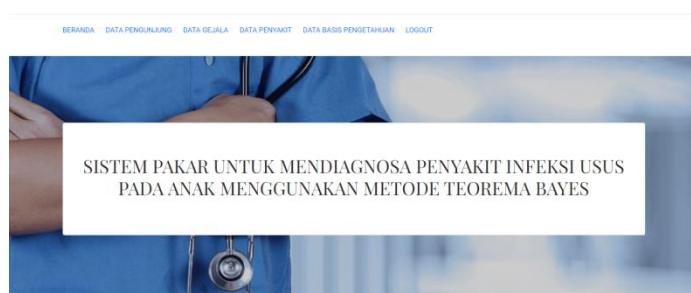 BERANDA DATA PENGUNJUNG DATA GEJALA DATA PENYAKIT DATA BASIS PENGETAHUAN LOGOUT
SISTEM PAKAR UNTUK MENDIAGNOSA PENYAKIT INFEKSI USUS
PADA ANAK MENGGUNAKAN METODE TEOREMA BAYES